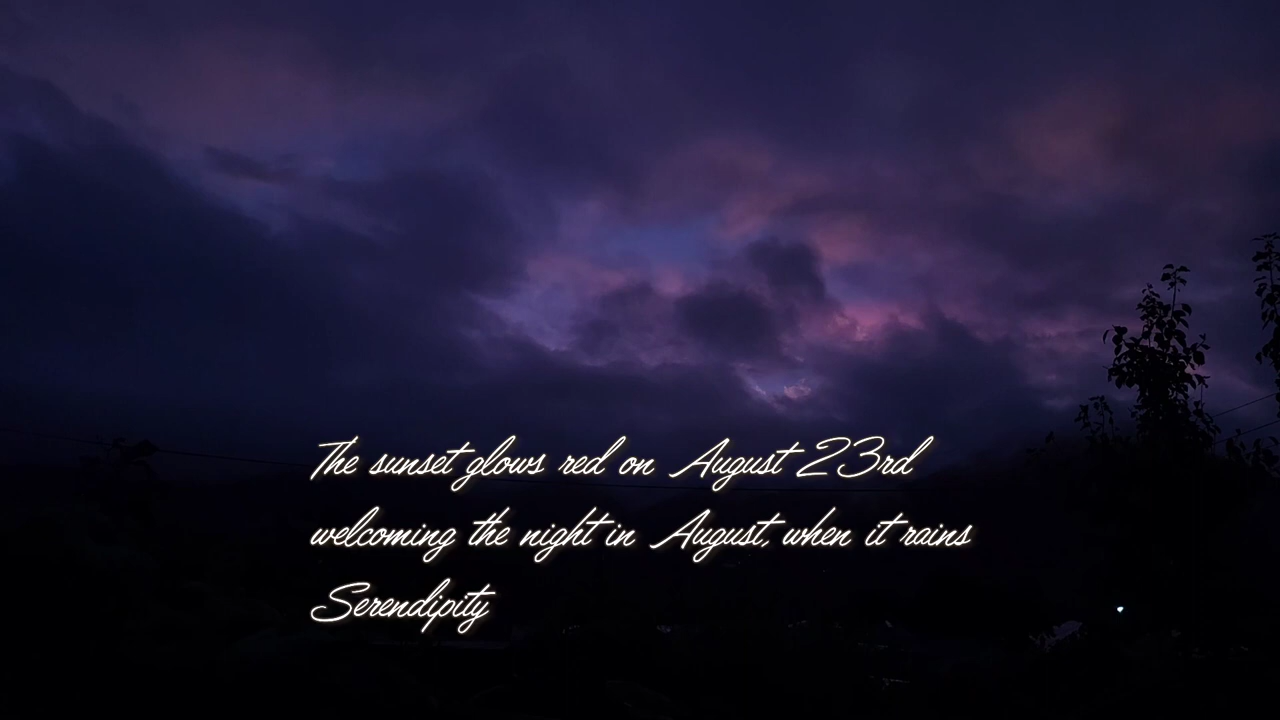 The sunset glows red on August 23rd
welcoming the night in August, when it rains
Serendipity